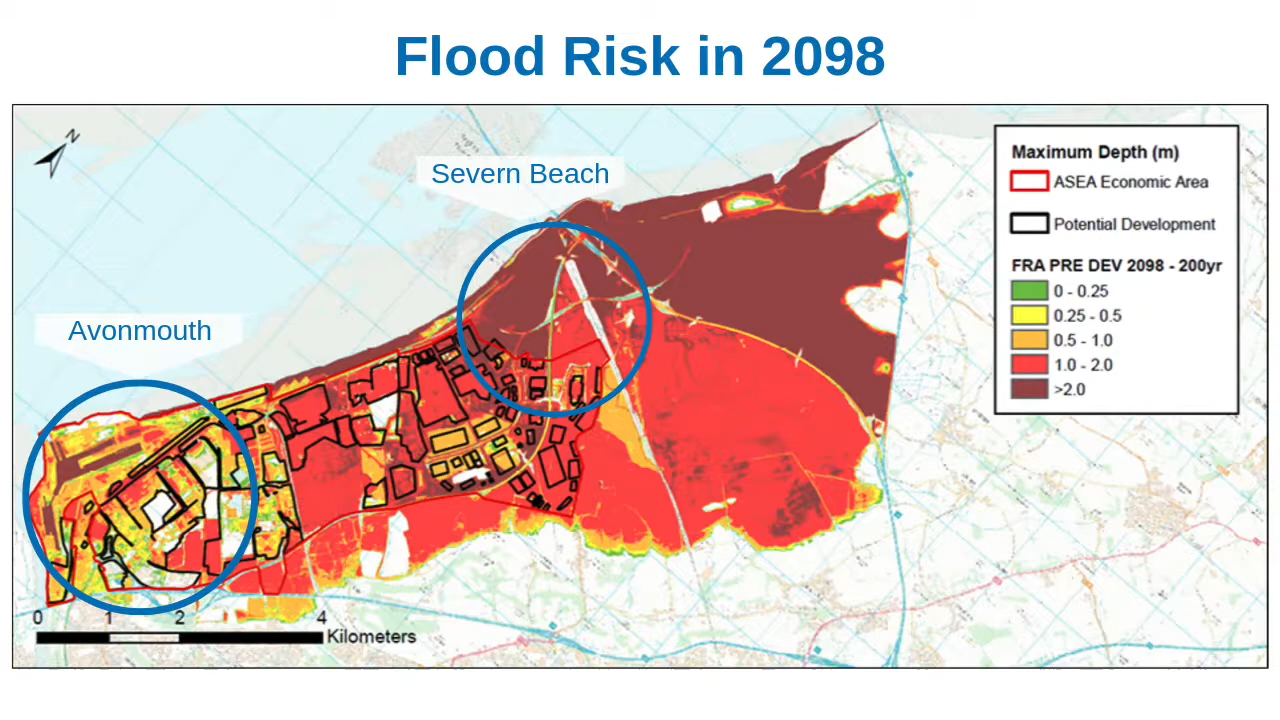 Flood Risk in 2098
N
Severn Beach
Avonmouth
Maximum Depth (m)
ASEA Economic Area
Potential Development
FRA PRE DEV 2098 - 200yr
0 - 0.25
0.25 - 0.5
0.5 - 1.0
1.0 - 2.0
>2.0
0 1 2 4
Kilometers